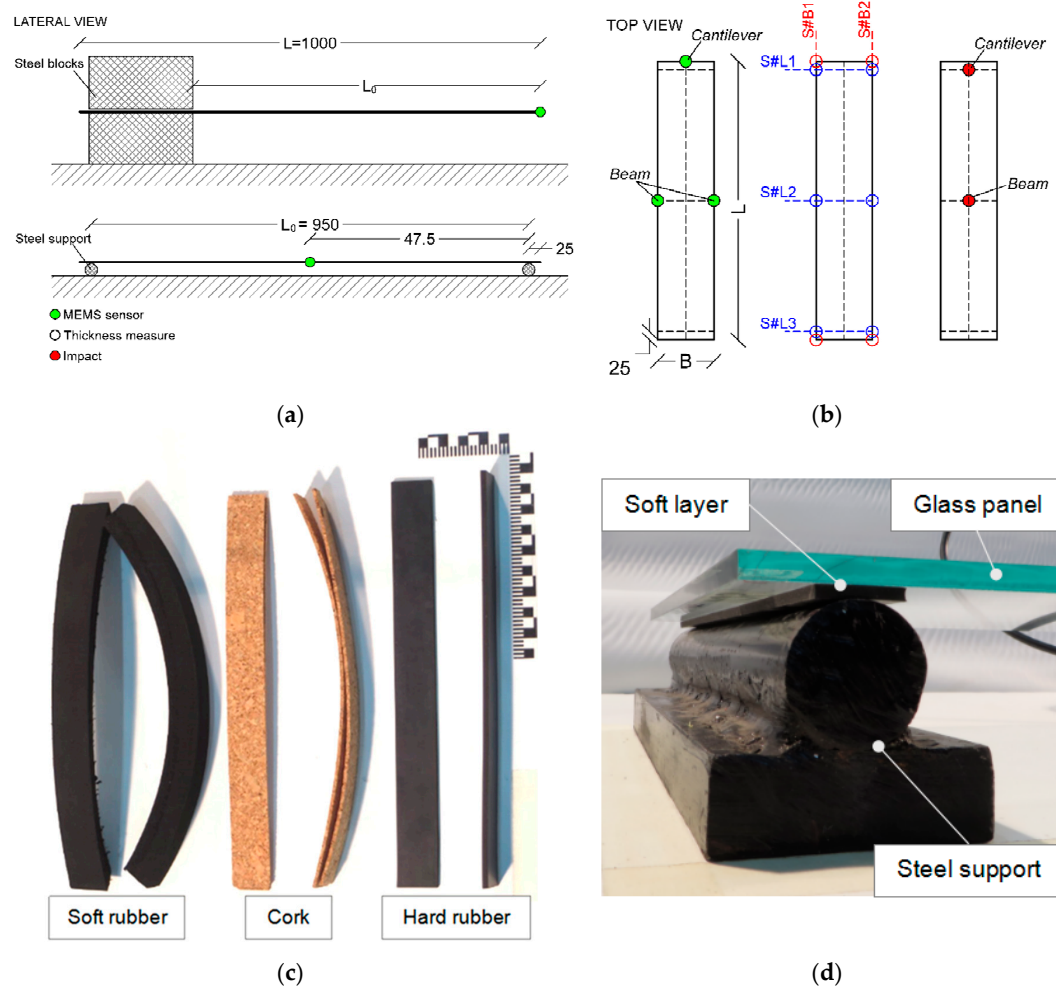 LATERAL VIEW
L=1000
Steel blocks
L₀
L₀ = 950
Steel support
47.5
25
MEMS sensor
Thickness measure
Impact
(a)
TOP VIEW
S#B1
S#B2
Cantilever
Cantilever
S#L1
Beam
S#L2
L
Beam
S#L3
25
B
(b)
Soft rubber
Cork
Hard rubber
(c)
Soft layer
Glass panel
Steel support
(d)